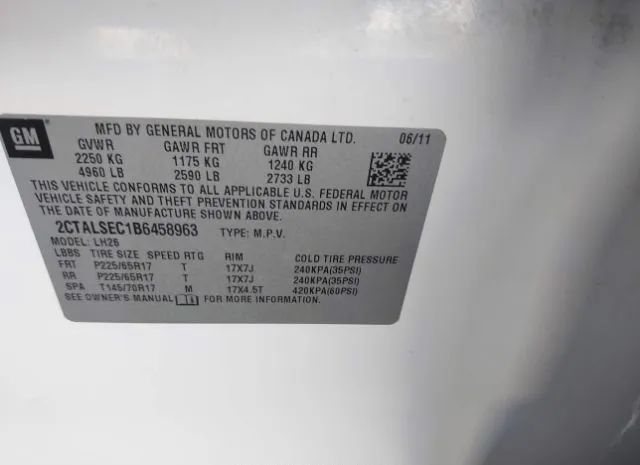 GM
MFD BY GENERAL MOTORS OF CANADA LTD. 06/11
GVWR GAWR FRT GAWR RR
2250 KG 1175 KG 1240 KG
4960 LB 2590 LB 2733 LB
THIS VEHICLE CONFORMS TO ALL APPLICABLE U.S. FEDERAL MOTOR
VEHICLE SAFETY AND THEFT PREVENTION STANDARDS IN EFFECT ON
THE DATE OF MANUFACTURE SHOWN ABOVE.
2CTALSEC1B6458963 TYPE: M.P.V.
MODEL: LH26
LBBS TIRE SIZE SPEED RTG RIM COLD TIRE PRESSURE
FRT P225/65R17 T 17X7J 240KPA(35PSI)
RR P225/65R17 T 17X7J 240KPA(35PSI)
SPA T145/70R17 M 17X4.5T 420KPA(60PSI)
SEE OWNER'S MANUAL FOR MORE INFORMATION.